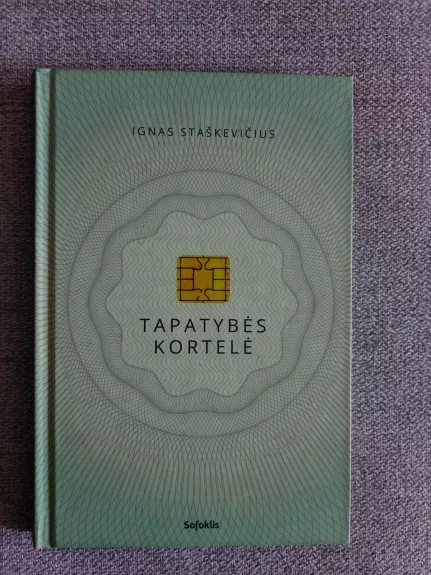 IGNAS STAŠKEVIČIUS
TAPATYBĖS
KORTELĖ
Sofoklis